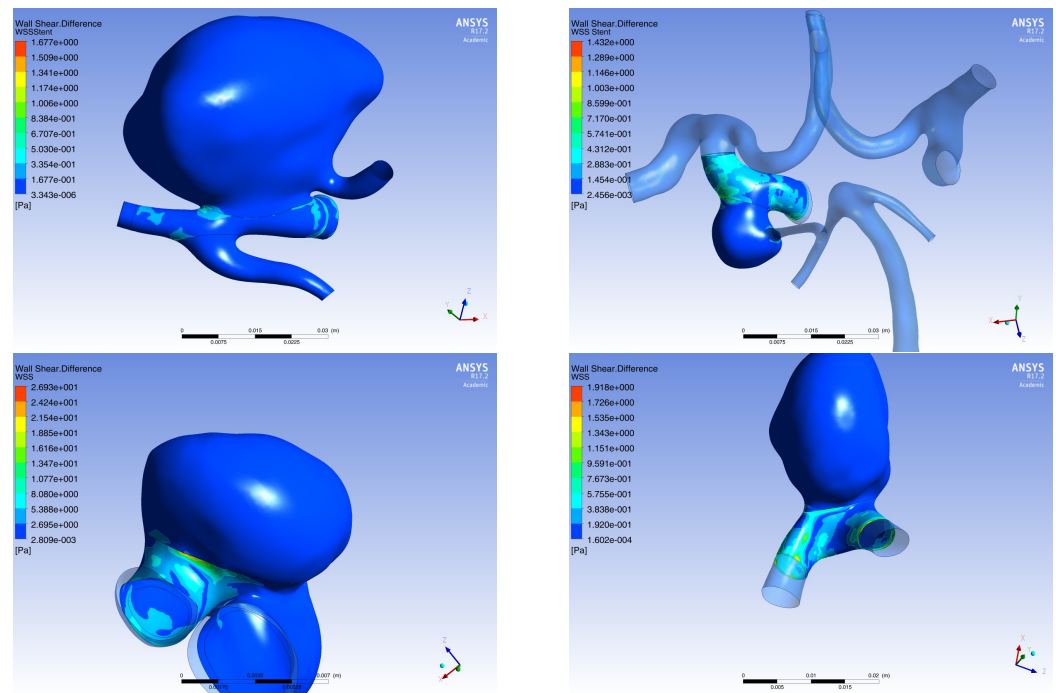 Wall Shear.Difference
WSSStent
1.677e+000
1.509e+000
1.341e+000
1.174e+000
1.006e+000
8.384e-001
6.707e-001
5.030e-001
3.354e-001
1.677e-001
3.343e-006
[Pa]
ANSYS
R17.2
Academic
Z
Y
X
0 0.015 0.03 (m)
0.0075 0.0225
Wall Shear.Difference
WSS Stent
1.432e+000
1.289e+000
1.146e+000
1.003e+000
8.599e-001
7.170e-001
5.741e-001
4.312e-001
2.883e-001
1.454e-001
2.456e-003
[Pa]
ANSYS
R17.2
Academic
Y
X
Z
0 0.015 0.03 (m)
0.0075 0.0225
Wall Shear.Difference
WSS
2.693e+001
2.424e+001
2.154e+001
1.885e+001
1.616e+001
1.347e+001
1.077e+001
8.080e+000
5.388e+000
2.695e+000
2.809e-003
[Pa]
ANSYS
R17.2
Academic
Z
X
0 0.0035 0.007 (m)
0.00175
Wall Shear.Difference
WSS
1.918e+000
1.726e+000
1.535e+000
1.343e+000
1.151e+000
9.591e-001
7.673e-001
5.755e-001
3.838e-001
1.920e-001
1.602e-004
[Pa]
ANSYS
R17.2
Academic
X
Y
Z
0 0.01 0.02 (m)
0.005 0.015